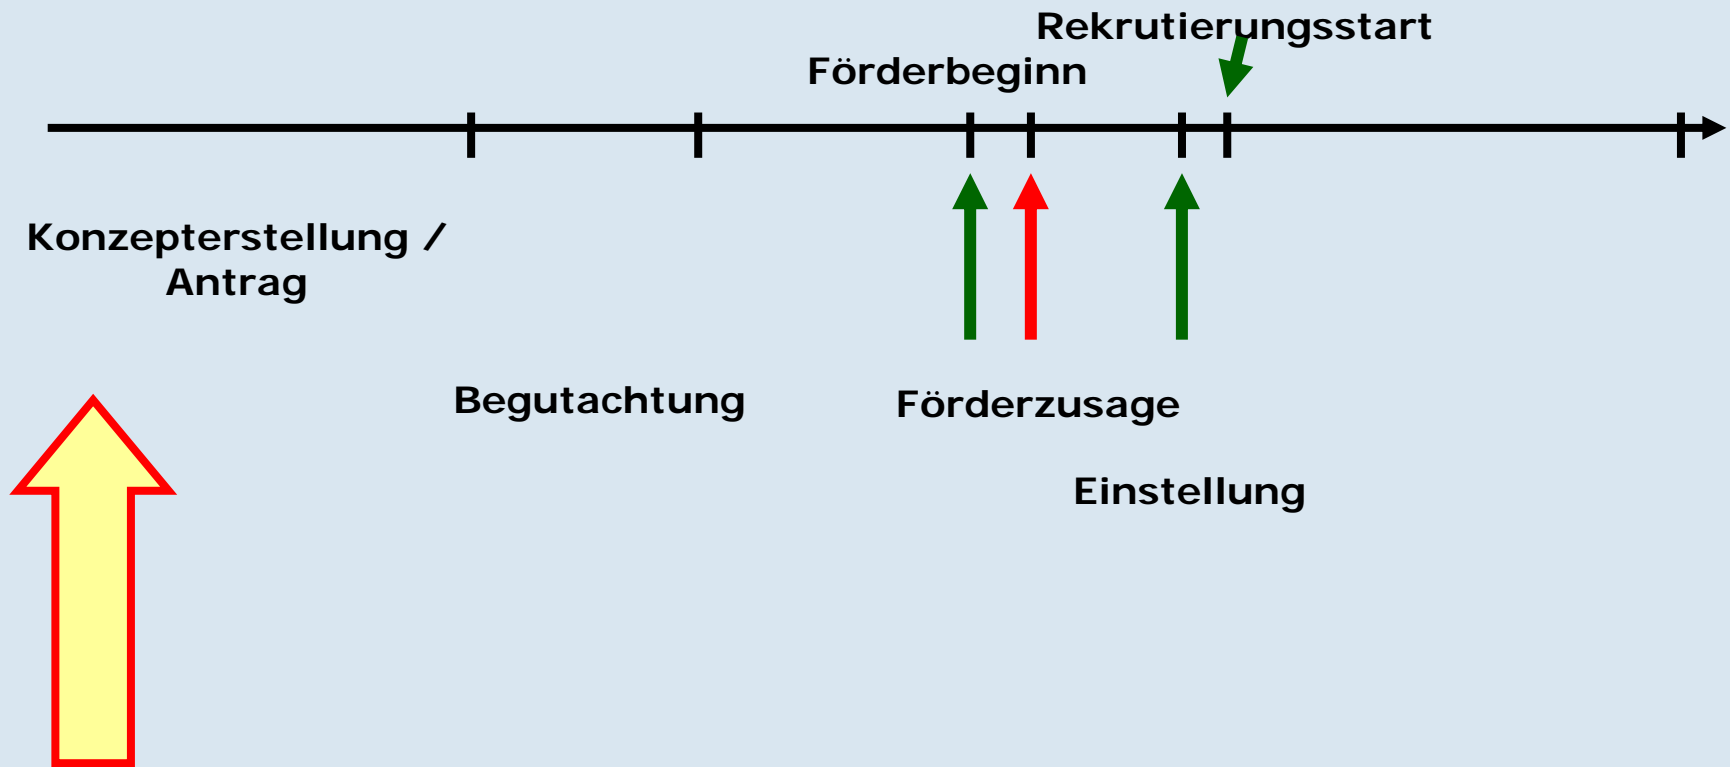 Rekrutierungsstart
Förderbeginn
Konzepterstellung /
Antrag
Begutachtung
Förderzusage
Einstellung